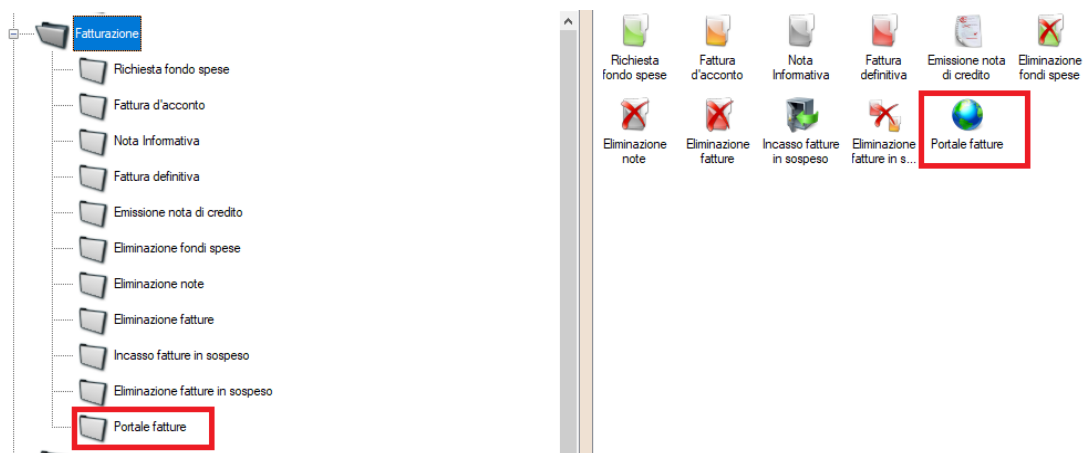 Fatturazione
Richiesta fondo spese
Fattura d'acconto
Nota Informativa
Fattura definitiva
Emissione nota di credito
Eliminazione fondi spese
Eliminazione note
Eliminazione fatture
Incasso fatture in sospeso
Eliminazione fatture in sospeso
Portale fatture
Richiesta
fondo spese
Fattura
d'acconto
Nota
Informativa
Fattura
definitiva
Emissione nota
di credito
Eliminazione
fondi spese
Eliminazione
note
Eliminazione
fatture
Incasso fatture
in sospeso
Eliminazione
fatture in s...
Portale fatture